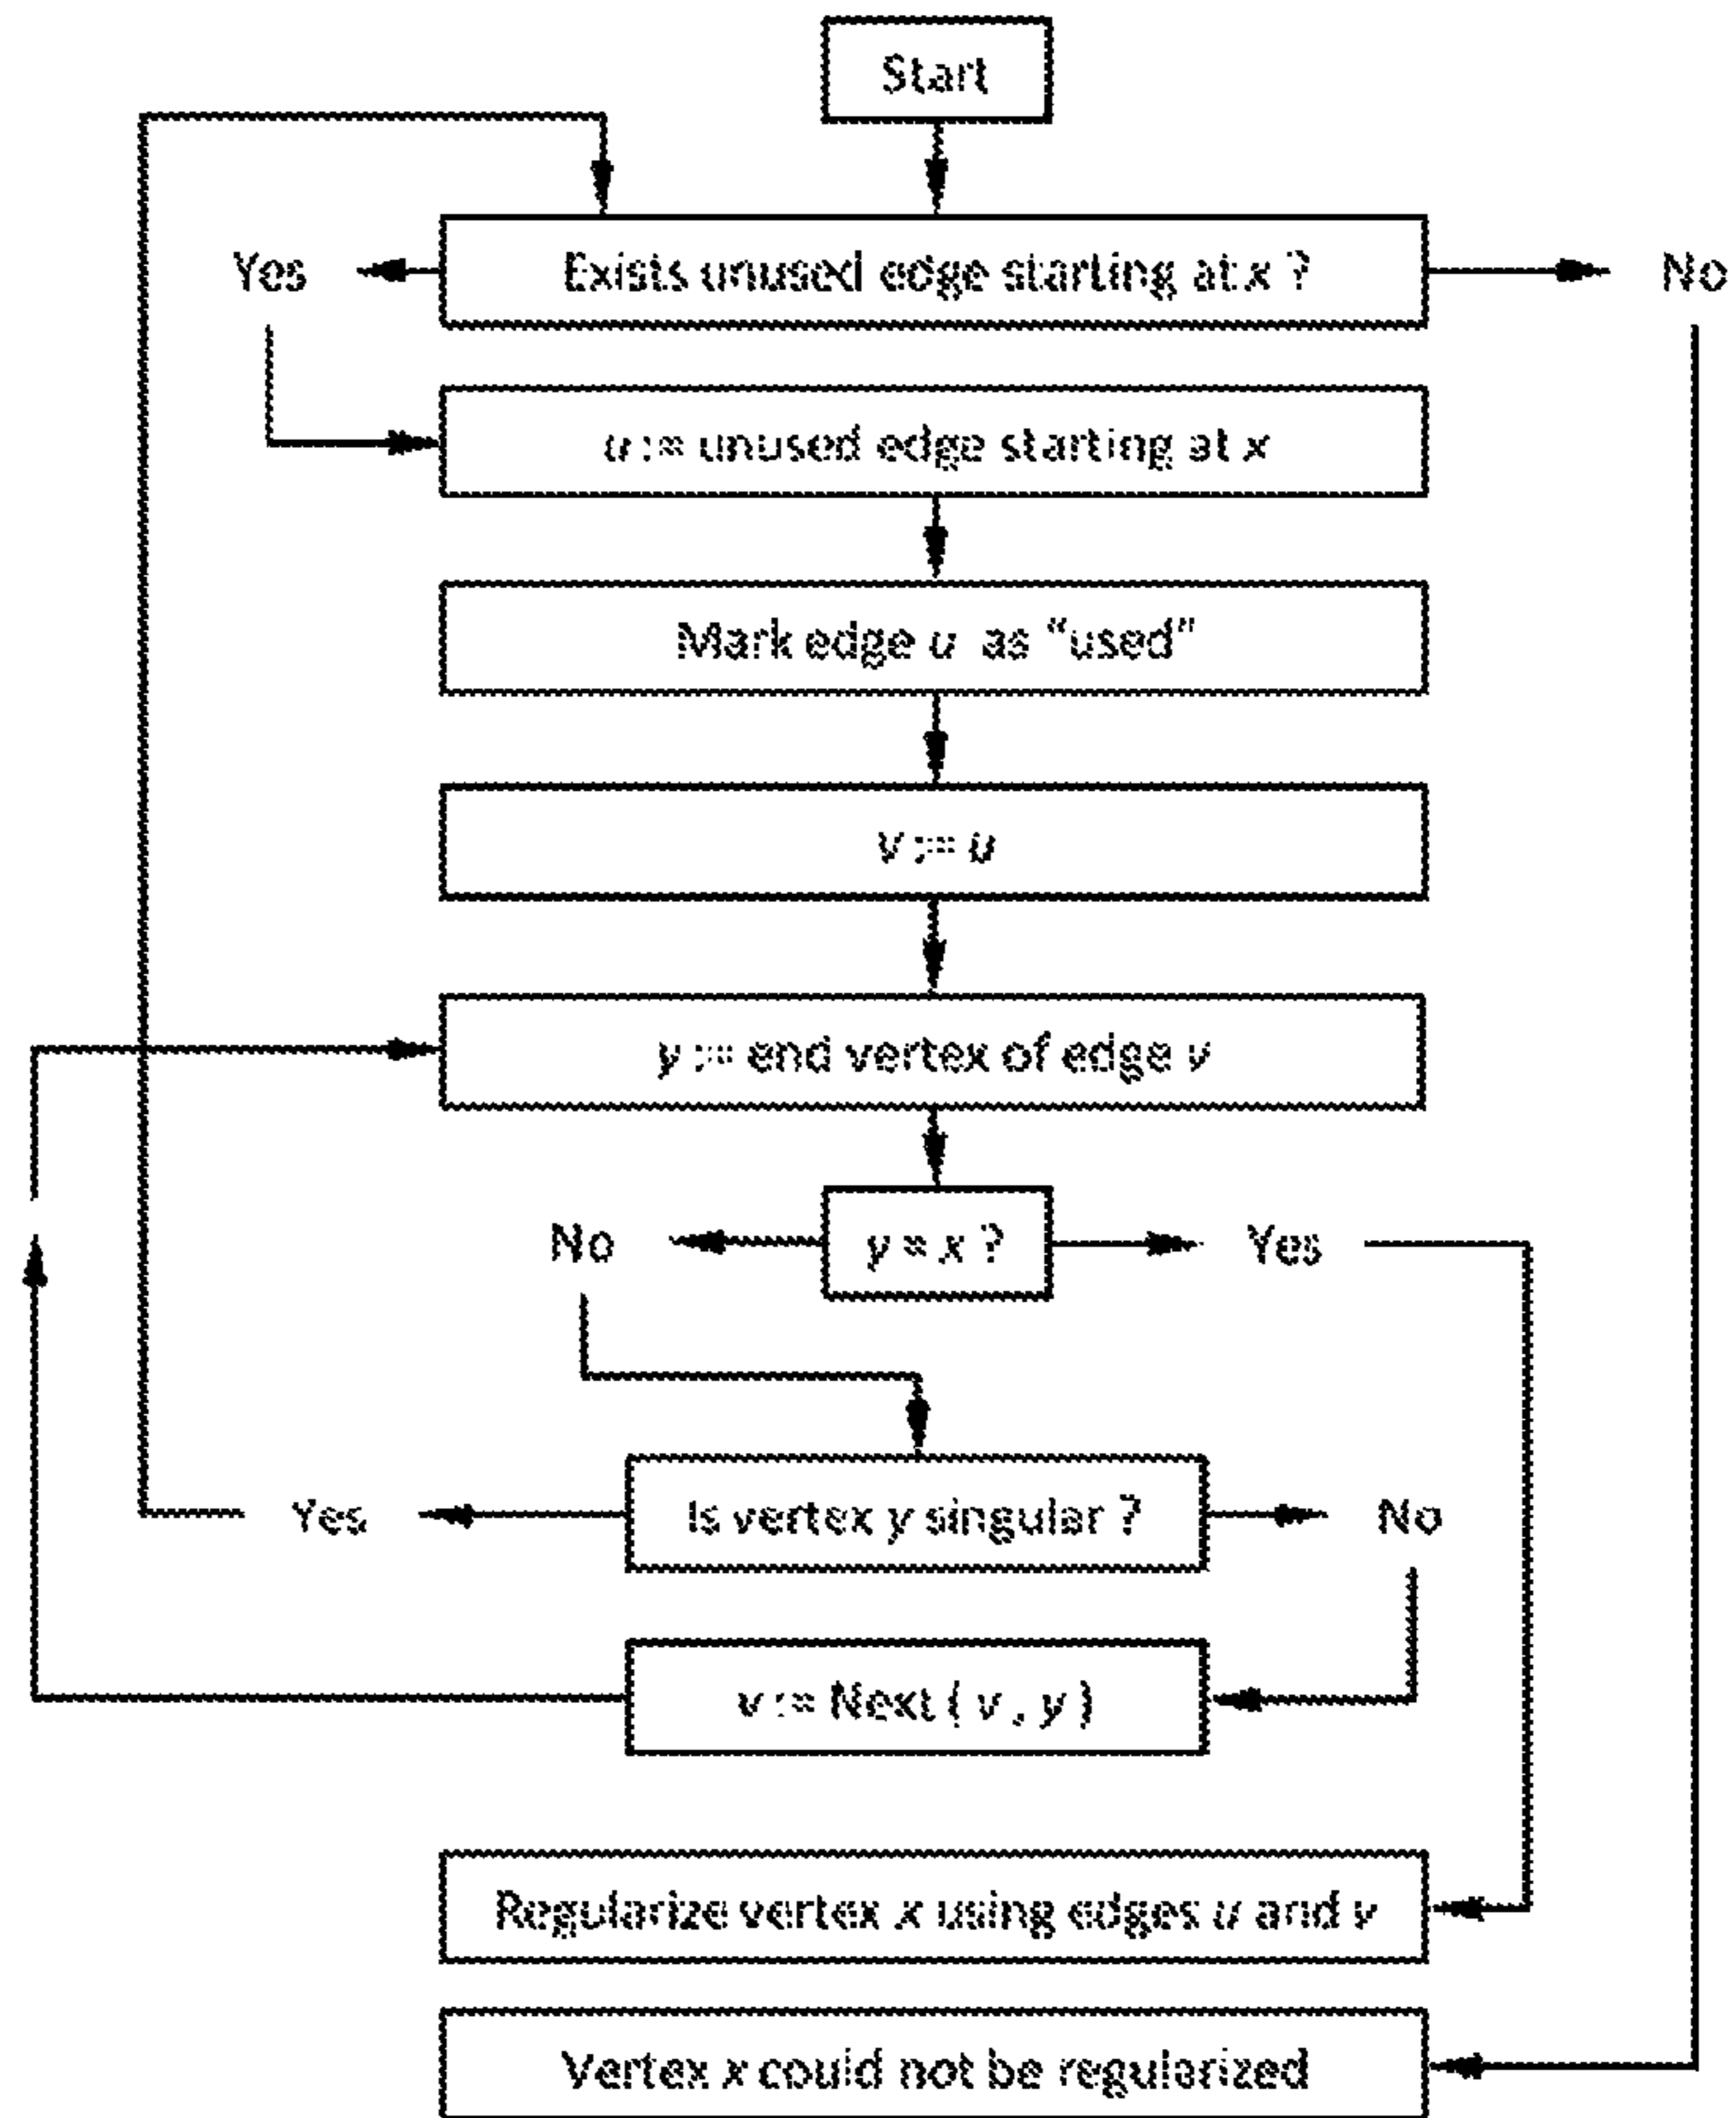 Start
Yes
Exists unused edge starting at x ?
No
u := unused edge starting at x
Mark edge u as “used”
v := u
y := end vertex of edge v
No
y = x ?
Yes
Yes
Is vertex y singular ?
No
v := Next ( v , y )
Regularize vertex x using edges u and v
Vertex x could not be regularized